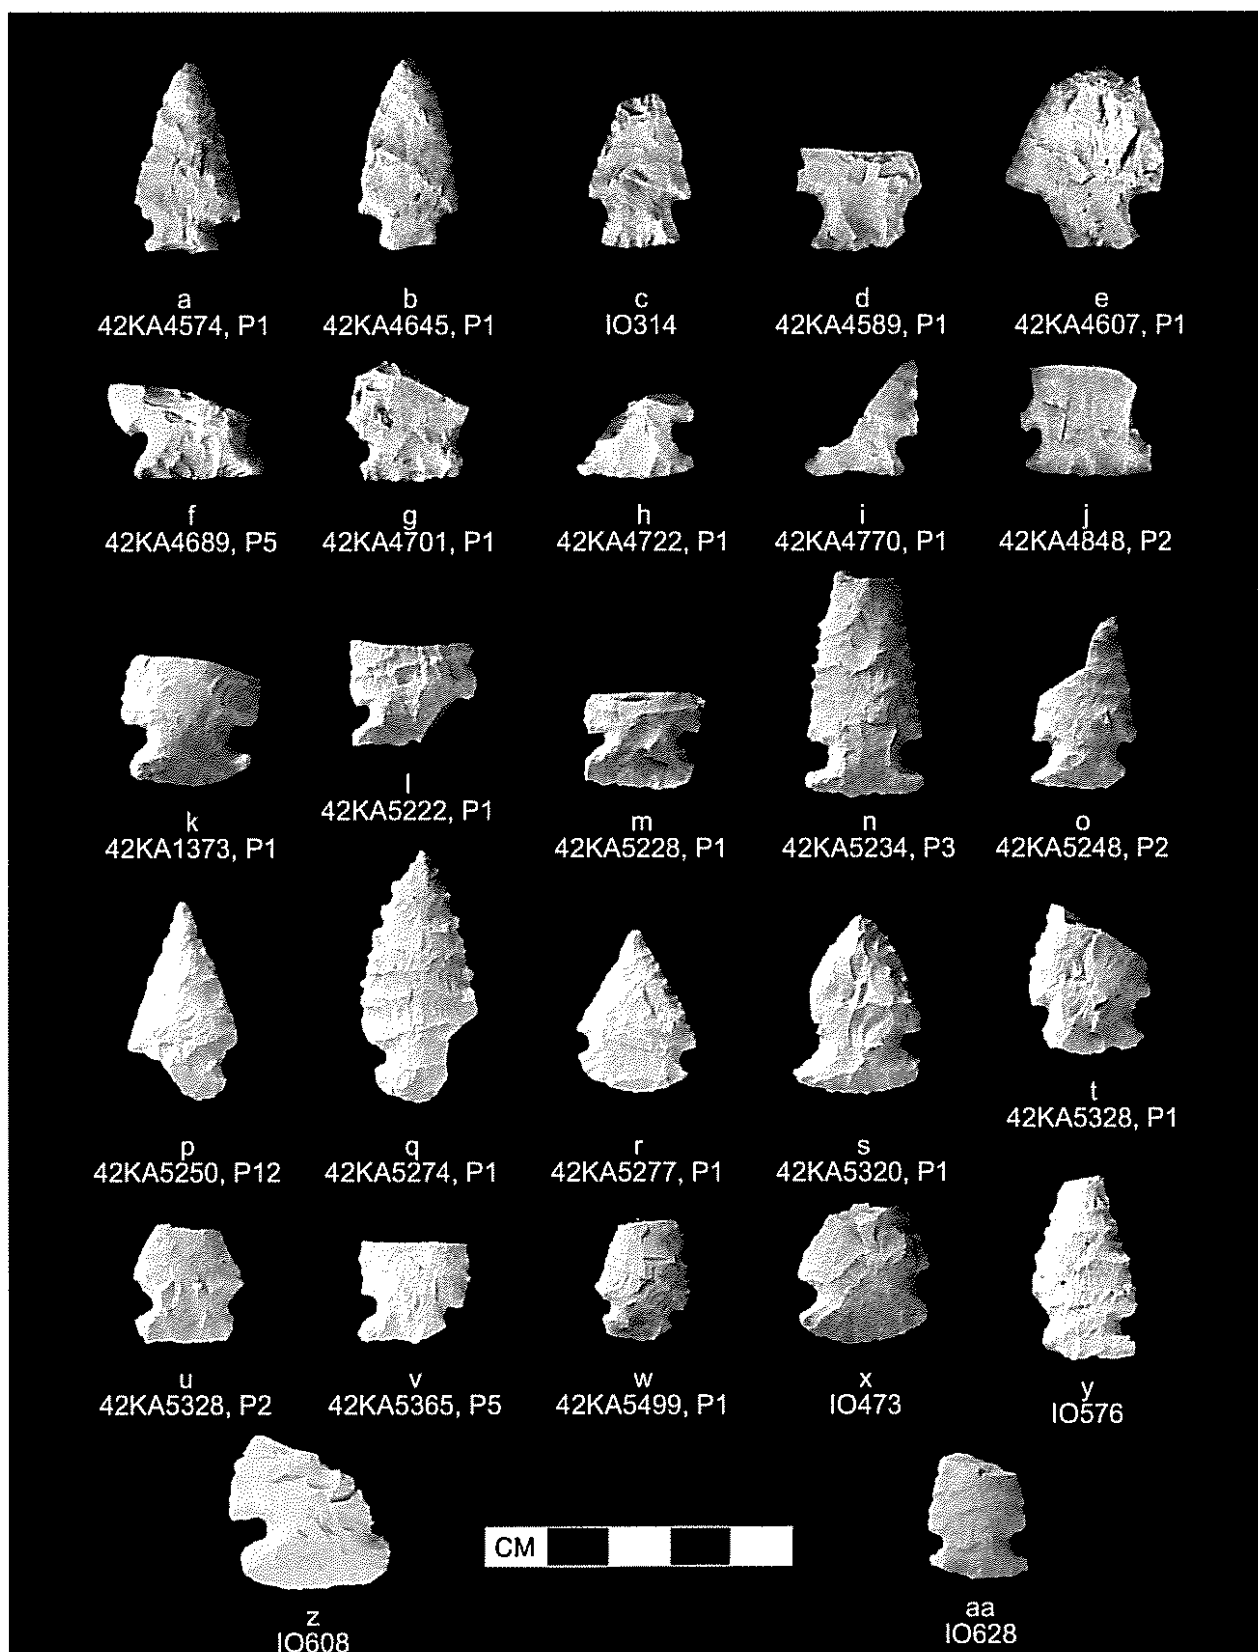 a
42KA4574, P1
b
42KA4645, P1
c
IO314
d
42KA4589, P1
e
42KA4607, P1
f
42KA4689, P5
g
42KA4701, P1
h
42KA4722, P1
i
42KA4770, P1
j
42KA4848, P2
k
42KA1373, P1
l
42KA5222, P1
m
42KA5228, P1
n
42KA5234, P3
o
42KA5248, P2
p
42KA5250, P12
q
42KA5274, P1
r
42KA5277, P1
s
42KA5320, P1
t
42KA5328, P1
u
42KA5328, P2
v
42KA5365, P5
w
42KA5499, P1
x
IO473
y
IO576
z
IO608
CM
aa
IO628